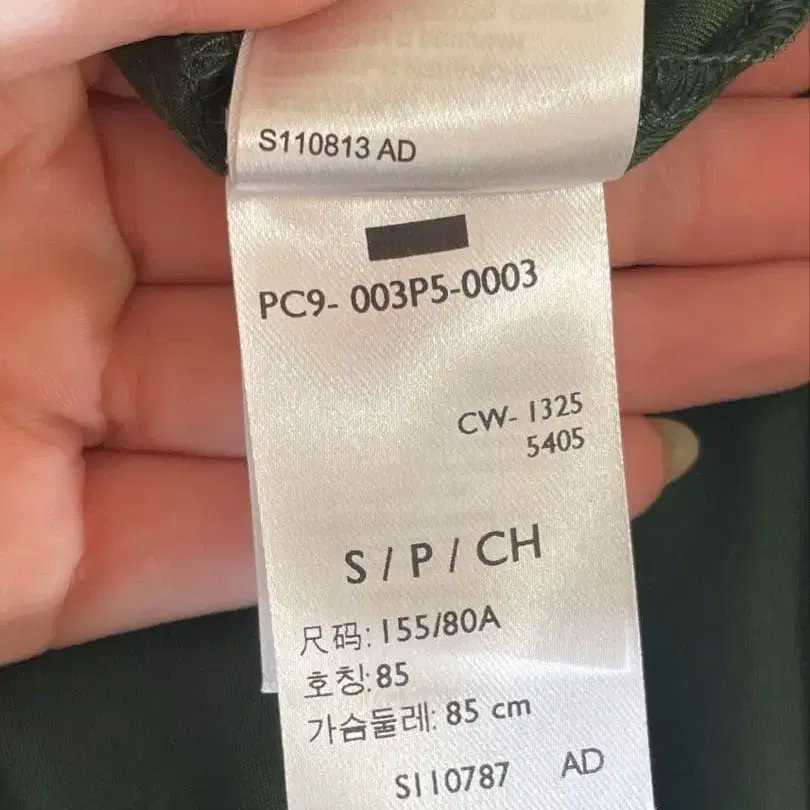 S110813 AD
PC9- 003P5-0003
CW- 1325
5405
S / P / CH
尺码: 155/80A
호칭: 85
가슴둘레: 85 cm
S110787 AD